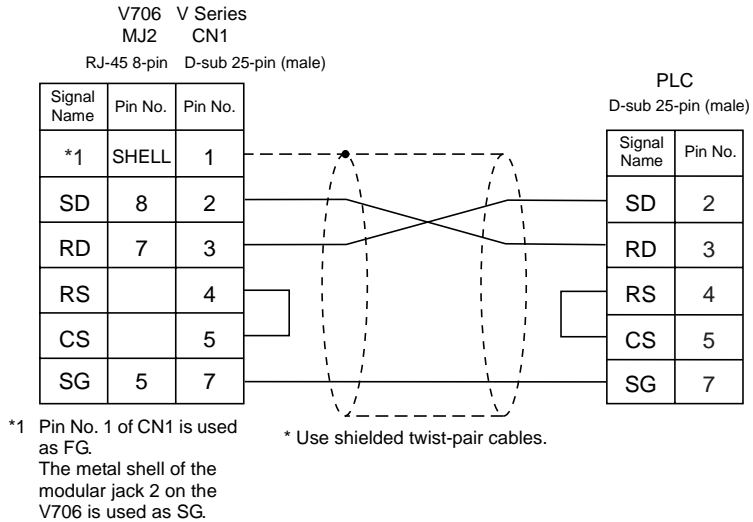 V706 V Series
MJ2 CN1
RJ-45 8-pin D-sub 25-pin (male)
PLC
D-sub 25-pin (male)
Signal Name Pin No. Pin No.
*1 SHELL 1
SD 8 2
RD 7 3
RS 4
CS 5
SG 5 7
Signal Name Pin No.
SD 2
RD 3
RS 4
CS 5
SG 7
*1 Pin No. 1 of CN1 is used
as FG.
The metal shell of the
modular jack 2 on the
V706 is used as SG.
* Use shielded twist-pair cables.